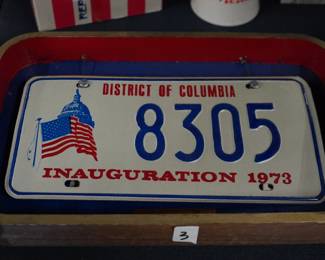 DISTRICT OF COLUMBIA
8305
INAUGURATION 1973
3